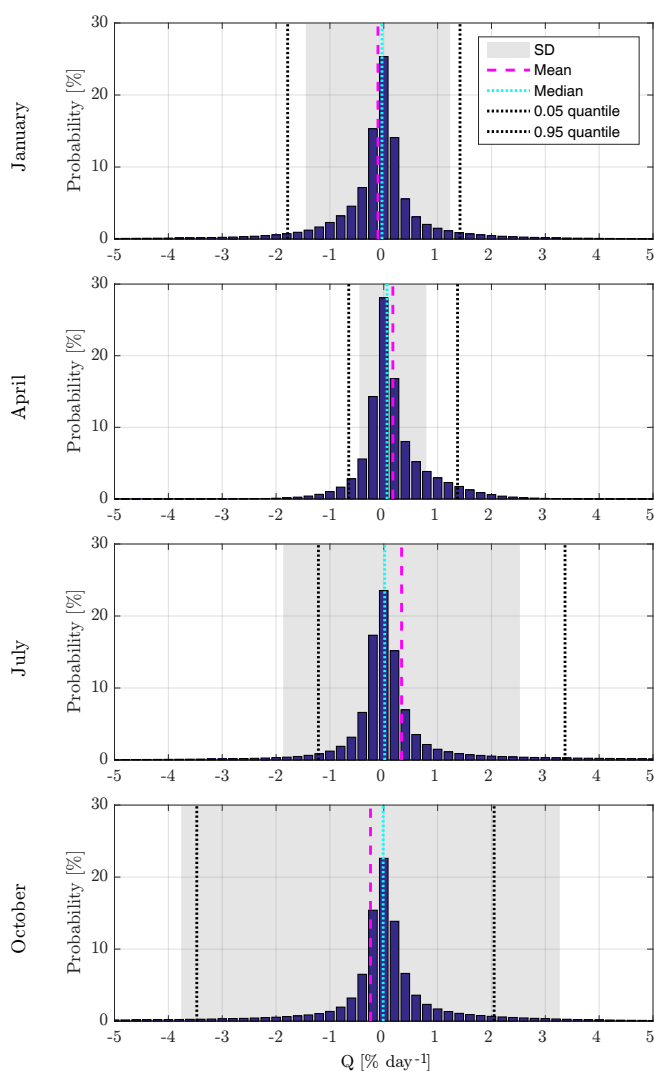 January
Probability [%]
30
20
10
0
-5 -4 -3 -2 -1 0 1 2 3 4 5
SD
Mean
Median
0.05 quantile
0.95 quantile
April
Probability [%]
30
20
10
0
-5 -4 -3 -2 -1 0 1 2 3 4 5
July
Probability [%]
30
20
10
0
-5 -4 -3 -2 -1 0 1 2 3 4 5
October
Probability [%]
30
20
10
0
-5 -4 -3 -2 -1 0 1 2 3 4 5
Q [% day-1]